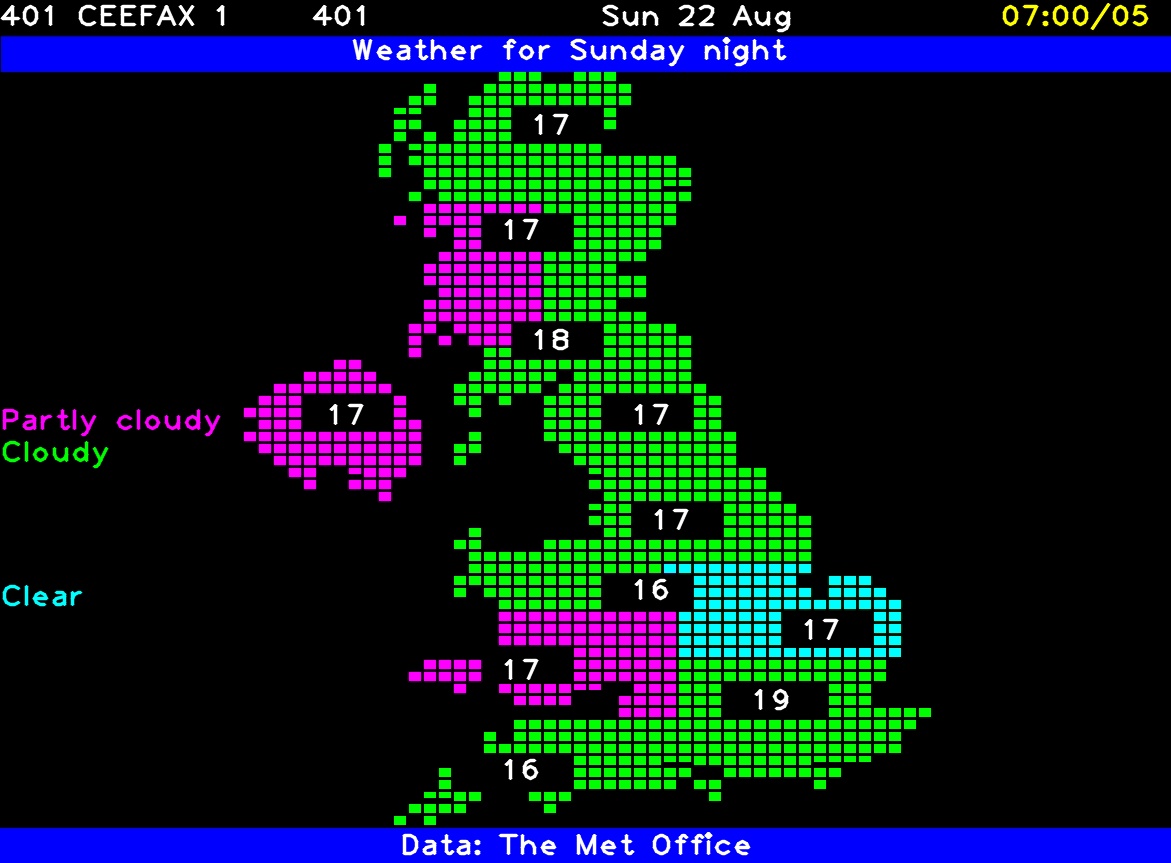 401 CEEFAX 1 401 Sun 22 Aug 07:00/05
Weather for Sunday night
17
17
18
Partly cloudy 17 17
Cloudy
17
Clear 16
17
17
19
16
Data: The Met Office